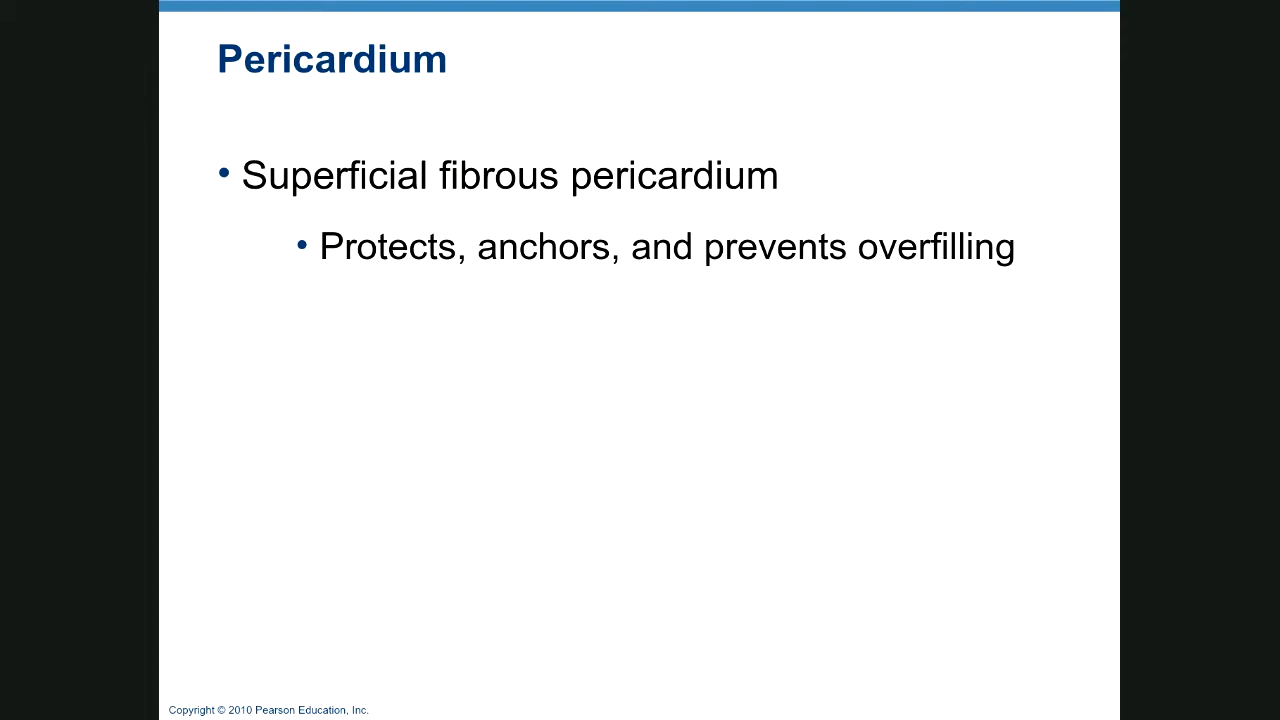 Pericardium
• Superficial fibrous pericardium
• Protects, anchors, and prevents overfilling
Copyright © 2010 Pearson Education, Inc.